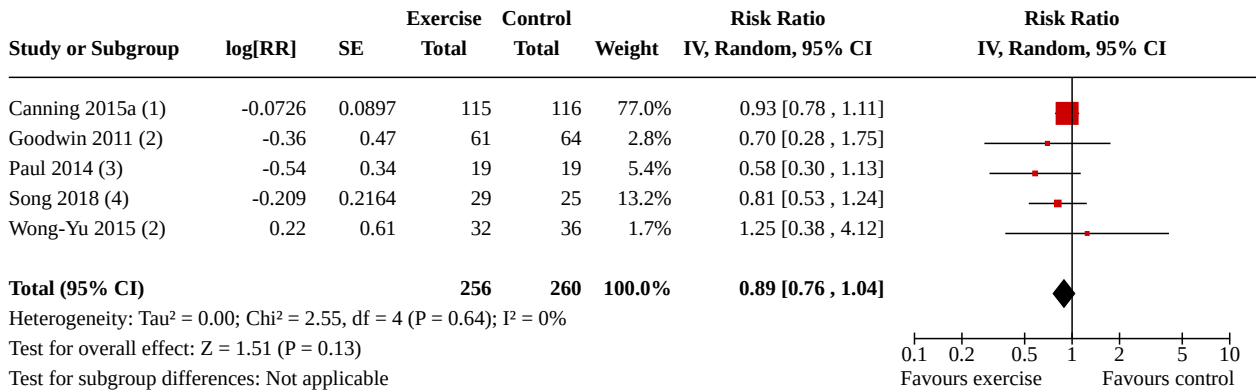 Exercise Control Risk Ratio Risk Ratio
Study or Subgroup log[RR] SE Total Total Weight IV, Random, 95% CI IV, Random, 95% CI
Canning 2015a (1) -0.0726 0.0897 115 116 77.0% 0.93 [0.78 , 1.11]
Goodwin 2011 (2) -0.36 0.47 61 64 2.8% 0.70 [0.28 , 1.75]
Paul 2014 (3) -0.54 0.34 19 19 5.4% 0.58 [0.30 , 1.13]
Song 2018 (4) -0.209 0.2164 29 25 13.2% 0.81 [0.53 , 1.24]
Wong-Yu 2015 (2) 0.22 0.61 32 36 1.7% 1.25 [0.38 , 4.12]
Total (95% CI) 256 260 100.0% 0.89 [0.76 , 1.04]
Heterogeneity: Tau² = 0.00; Chi² = 2.55, df = 4 (P = 0.64); I² = 0%
Test for overall effect: Z = 1.51 (P = 0.13)
0.1 0.2 0.5 1 2 5 10
Test for subgroup differences: Not applicable Favours exercise Favours control